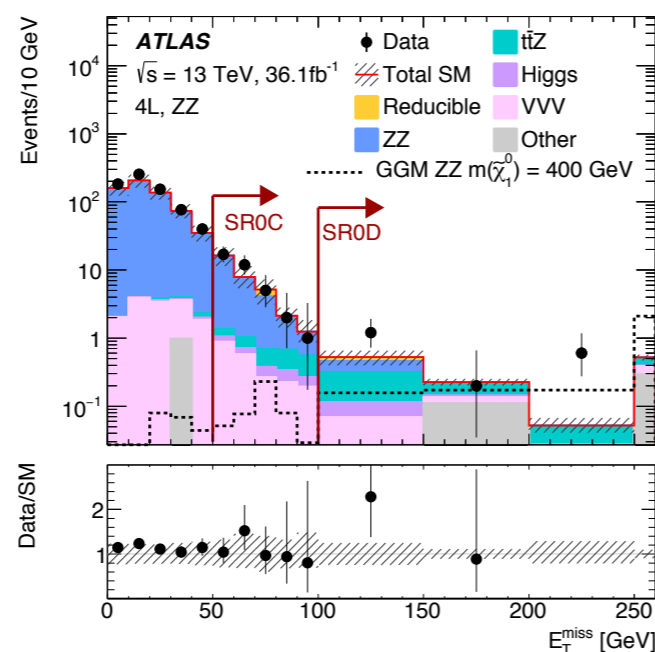 ATLAS
√s = 13 TeV, 36.1fb⁻¹
4L, ZZ
Data
Total SM
Reducible
ZZ
tt̄Z
Higgs
VVV
Other
GGM ZZ m(χ̃⁰₁) = 400 GeV
SR0C
SR0D
Events/10 GeV
10⁴
10³
10²
10
1
10⁻¹
Data/SM
2
1
0 50 100 150 200 250
E_T^miss [GeV]